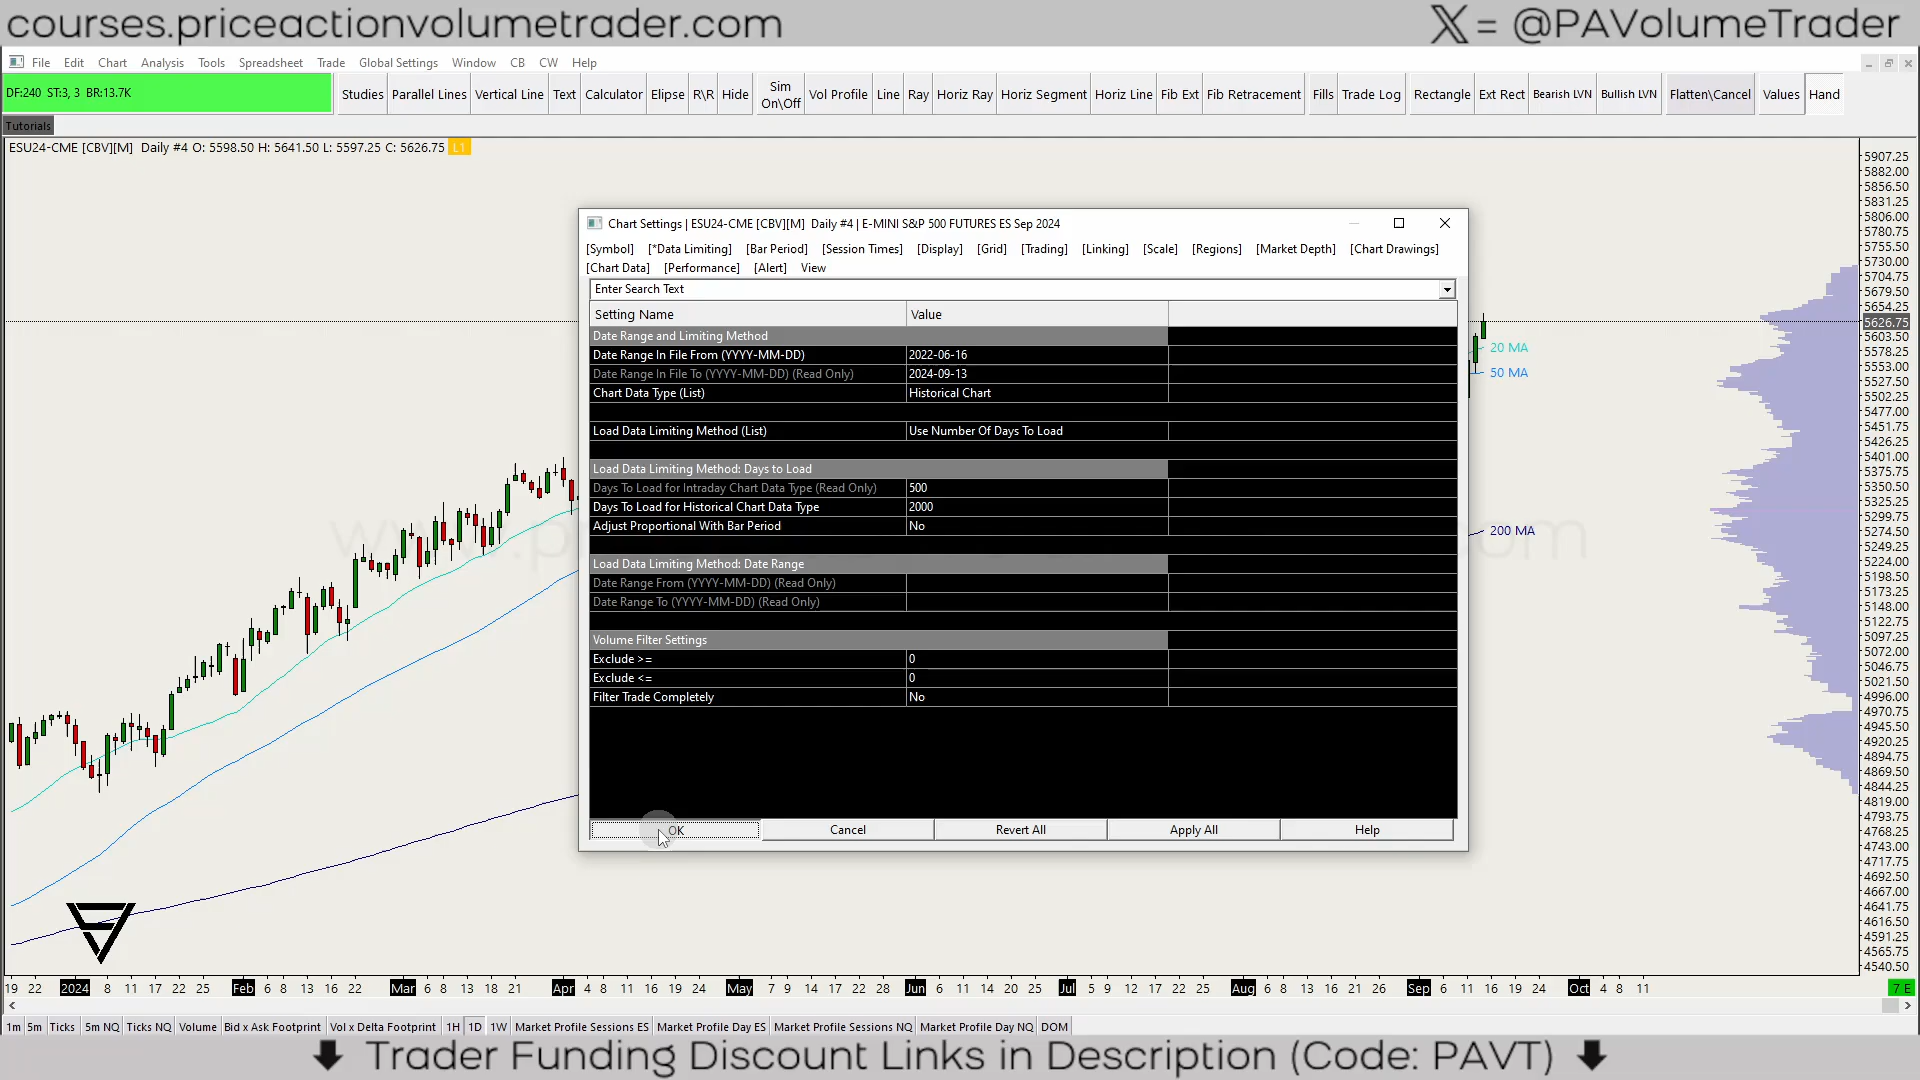 courses.priceactionvolumetrader.com
X = @PAVolumeTrader
File Edit Chart Analysis Tools Spreadsheet Trade Global Settings Window CB CW Help
DF:240 ST:3, 3 BR:13.7K
Studies Parallel Lines Vertical Line Text Calculator Ellipse R\R Hide Sim On\Off Vol Profile Line Ray Horiz Ray Horiz Segment Horiz Line Fib Ext Fib Retracement Fills Trade Log Rectangle Ext Rect Bearish LVN Bullish LVN Flatten\Cancel Values Hand
Tutorials
ESU24-CME [CBV][M] Daily #4 O: 5598.50 H: 5641.50 L: 5597.25 C: 5626.75 L1
Chart Settings | ESU24-CME [CBV][M] Daily #4 | E-MINI S&P 500 FUTURES ES Sep 2024
[Symbol] [*Data Limiting] [Bar Period] [Session Times] [Display] [Grid] [Trading] [Linking] [Scale] [Regions] [Market Depth] [Chart Drawings]
[Chart Data] [Performance] [Alert] View
Enter Search Text
Setting Name Value
Date Range and Limiting Method
Date Range In File From (YYYY-MM-DD) 2022-06-16
Date Range In File To (YYYY-MM-DD) (Read Only) 2024-09-13
Chart Data Type (List) Historical Chart
Load Data Limiting Method (List) Use Number Of Days To Load
Load Data Limiting Method: Days to Load
Days To Load for Intraday Chart Data Type (Read Only) 500
Days To Load for Historical Chart Data Type 2000
Adjust Proportional With Bar Period No
Load Data Limiting Method: Date Range
Date Range From (YYYY-MM-DD) (Read Only)
Date Range To (YYYY-MM-DD) (Read Only)
Volume Filter Settings
Exclude >= 0
Exclude <= 0
Filter Trade Completely No
OK Cancel Revert All Apply All Help
20 MA
50 MA
200 MA
5907.25
5882.00
5856.50
5831.25
5806.00
5780.75
5755.50
5730.00
5704.75
5679.50
5654.25
5626.75
5603.50
5578.25
5553.00
5527.50
5502.25
5477.00
5451.75
5426.25
5401.00
5375.75
5350.50
5325.25
5299.75
5274.50
5249.25
5224.00
5198.50
5173.25
5148.00
5122.75
5097.25
5072.00
5046.75
5021.50
4996.00
4970.75
4945.50
4920.25
4895.00
4869.50
4844.25
4819.00
4793.75
4768.25
4743.00
4717.75
4692.50
4667.00
4641.75
4616.50
4591.25
4565.75
4540.50
19 22 2024 8 11 17 22 25 Feb 6 8 13 16 22 Mar 6 8 13 18 21 Apr 4 8 11 16 19 24 May 7 9 14 17 22 28 Jun 6 11 14 20 25 Jul 5 9 12 17 22 25 Aug 6 8 13 16 21 26 Sep 6 11 16 19 24 Oct 4 8 11 7 E
1m 5m Ticks 5m NQ Ticks NQ Volume Bid x Ask Footprint Vol x Delta Footprint 1H 1D 1W Market Profile Sessions ES Market Profile Day ES Market Profile Sessions NQ Market Profile Day NQ DOM
Trader Funding Discount Links in Description (Code: PAVT)